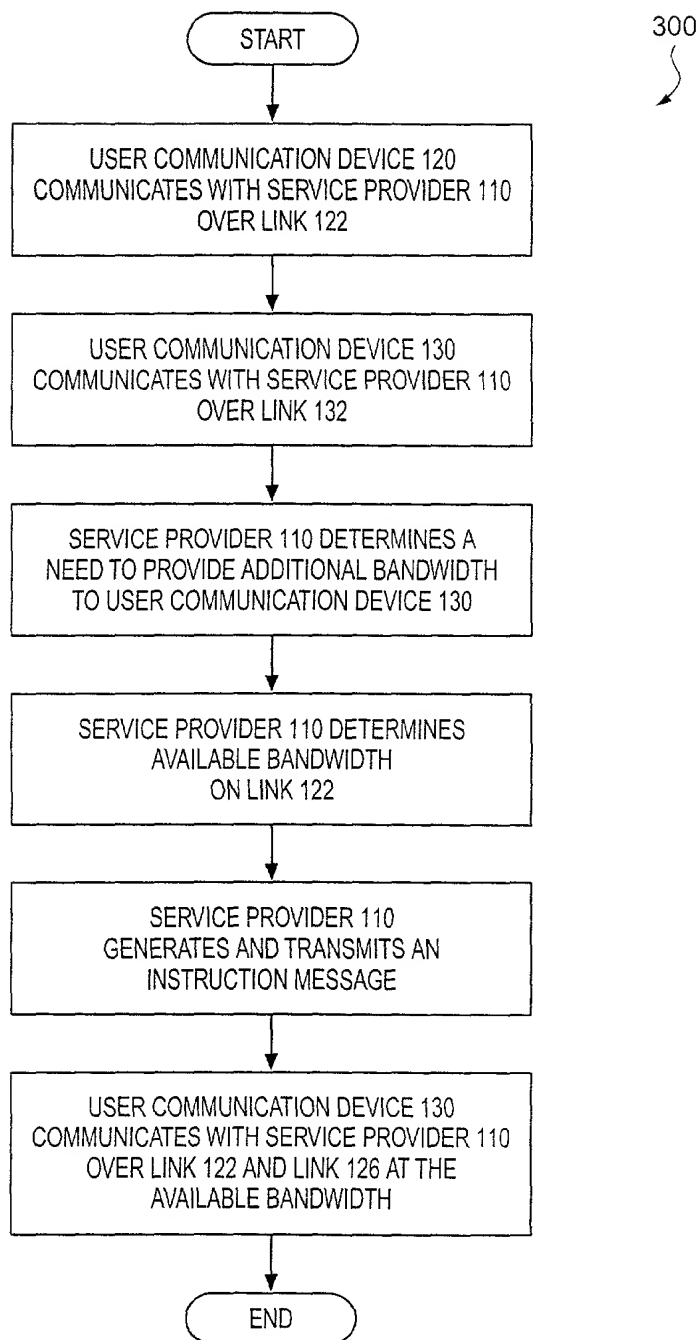 START
300
USER COMMUNICATION DEVICE 120
COMMUNICATES WITH SERVICE PROVIDER 110
OVER LINK 122
USER COMMUNICATION DEVICE 130
COMMUNICATES WITH SERVICE PROVIDER 110
OVER LINK 132
SERVICE PROVIDER 110 DETERMINES A
NEED TO PROVIDE ADDITIONAL BANDWIDTH
TO USER COMMUNICATION DEVICE 130
SERVICE PROVIDER 110 DETERMINES
AVAILABLE BANDWIDTH
ON LINK 122
SERVICE PROVIDER 110
GENERATES AND TRANSMITS AN
INSTRUCTION MESSAGE
USER COMMUNICATION DEVICE 130
COMMUNICATES WITH SERVICE PROVIDER 110
OVER LINK 122 AND LINK 126 AT THE
AVAILABLE BANDWIDTH
END